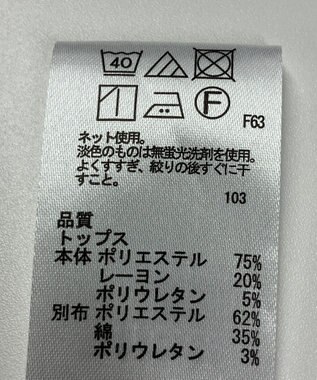 40
F
F63
ネット使用。
淡色のものは無蛍光洗剤を使用。
よくすすぎ、絞りの後すぐに干
すこと。
103
品質
トップス
本体 ポリエステル 75%
レーヨン 20%
ポリウレタン 5%
別布 ポリエステル 62%
綿 35%
ポリウレタン 3%